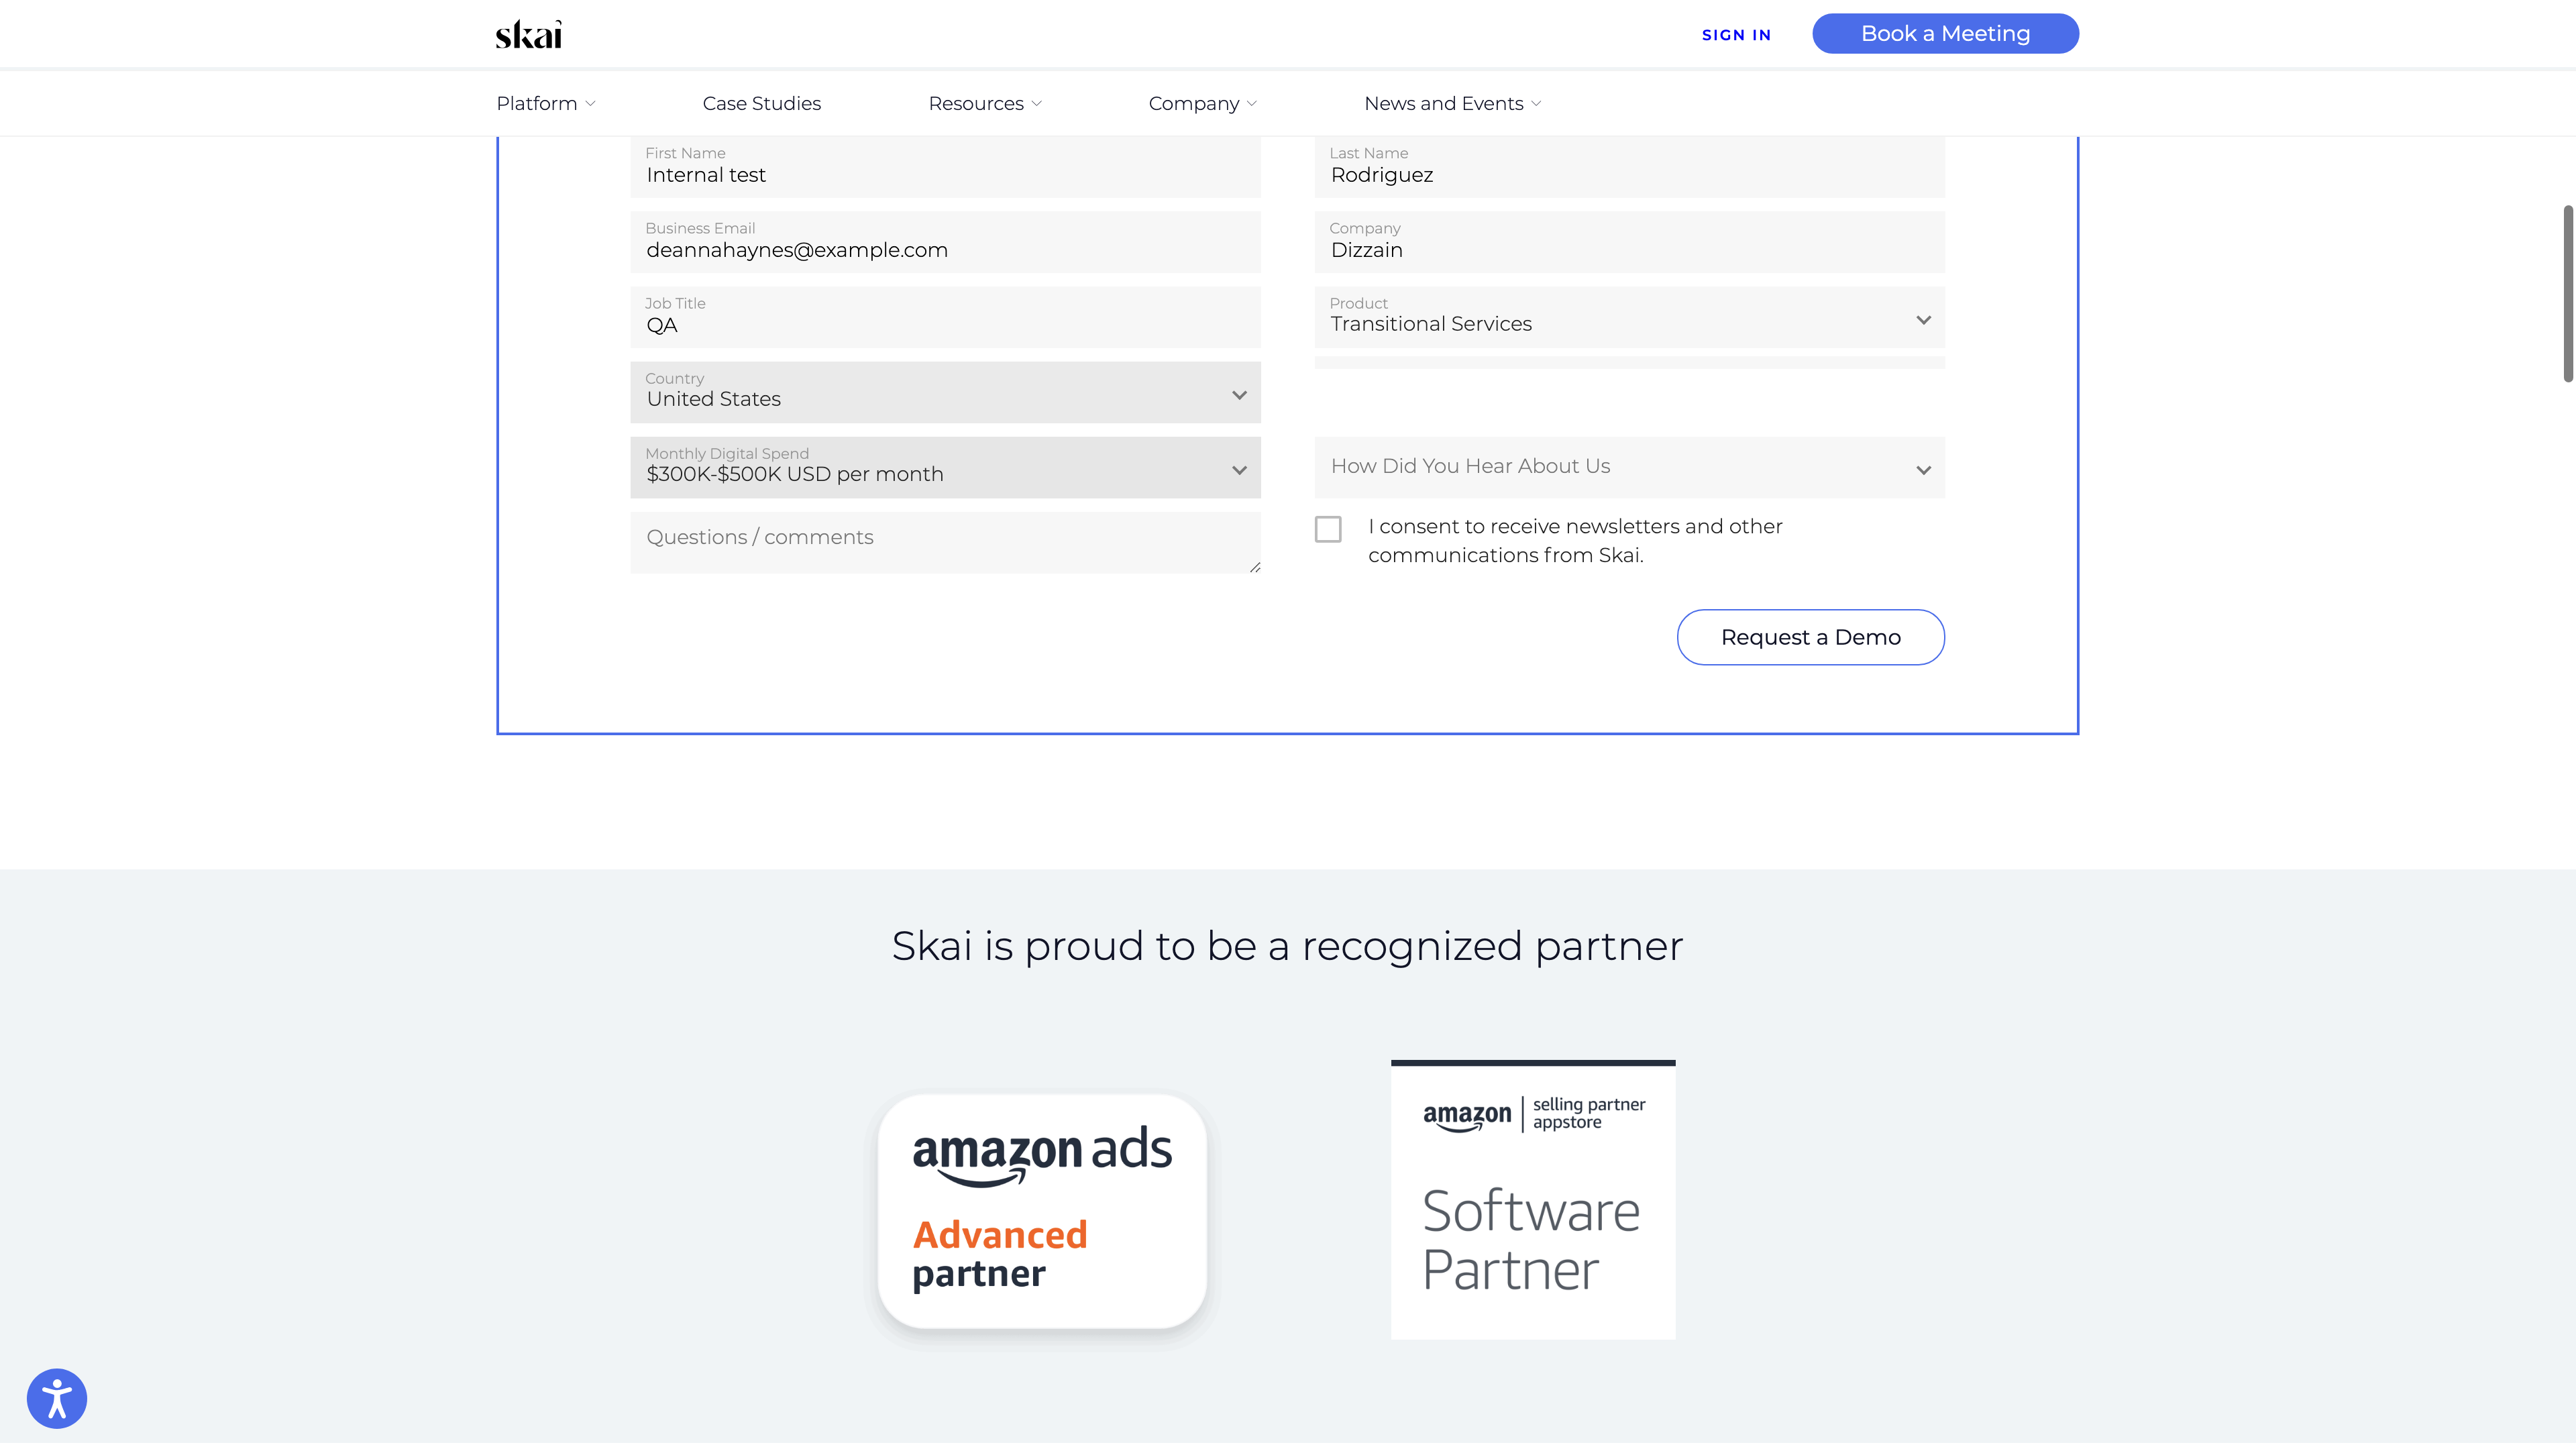 skai
SIGN IN
Book a Meeting
Platform
Case Studies
Resources
Company
News and Events
First Name
Internal test
Last Name
Rodriguez
Business Email
deannahaynes@example.com
Company
Dizzain
Job Title
QA
Product
Transitional Services
Country
United States
Monthly Digital Spend
$300K-$500K USD per month
How Did You Hear About Us
Questions / comments
I consent to receive newsletters and other
communications from Skai.
Request a Demo
Skai is proud to be a recognized partner
amazon ads
Advanced
partner
amazon
selling partner
appstore
Software
Partner